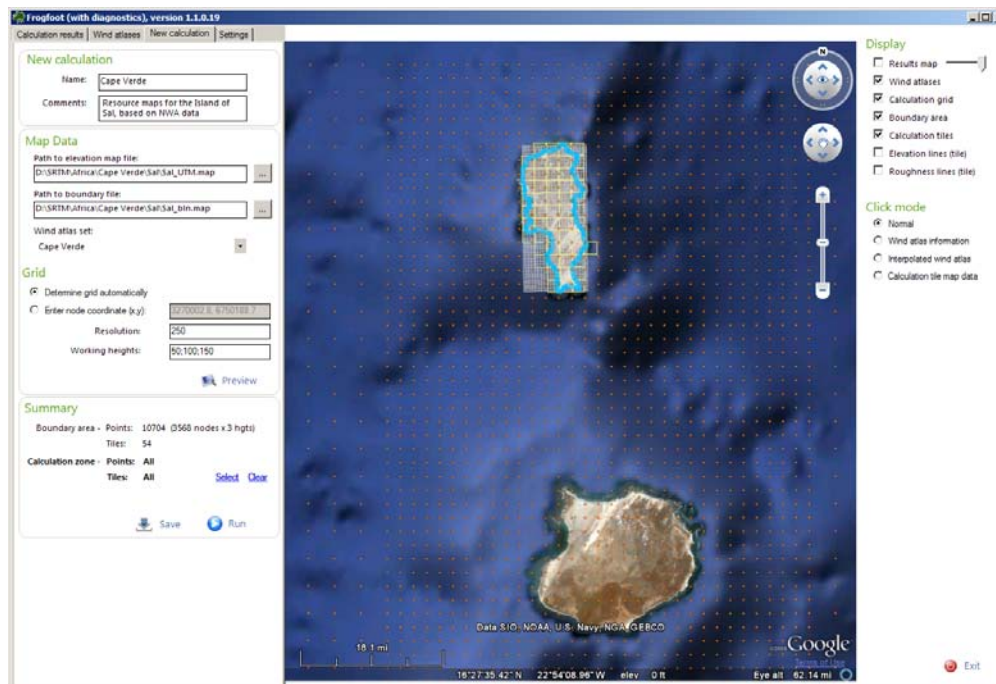 Frogfoot (with diagnostics), version 1.1.0.19
Calculation results | Wind atlases | New calculation | Settings
New calculation
Name: Cape Verde
Comments: Resource maps for the Island of
Sal, based on NWA data
Map Data
Path to elevation map file:
D:\SRTM\Africa\Cape Verde\Sal\Sal_UTM.map ...
Path to boundary file:
D:\SRTM\Africa\Cape Verde\Sal\Sal_bln.map ...
Wind atlas set:
Cape Verde
Grid
Determine grid automatically
Enter node coordinate (x,y): 3270002.8, 6750188.7
Resolution: 250
Working heights: 50;100;150
Preview
Summary
Boundary area - Points: 10704 (3568 nodes x 3 hgts)
Tiles: 54
Calculation zone - Points: All
Tiles: All Select Clear
Save Run
N
Data SIO, NOAA, U.S. Navy, NGA, GEBCO
18.1 mi
Google
Terms of Use
16°27'35.42" N 22°54'08.96" W elev 0 ft Eye alt 62.14 mi
Display
Results map
Wind atlases
Calculation grid
Boundary area
Calculation tiles
Elevation lines (tile)
Roughness lines (tile)
Click mode
Normal
Wind atlas information
Interpolated wind atlas
Calculation tile map data
Exit